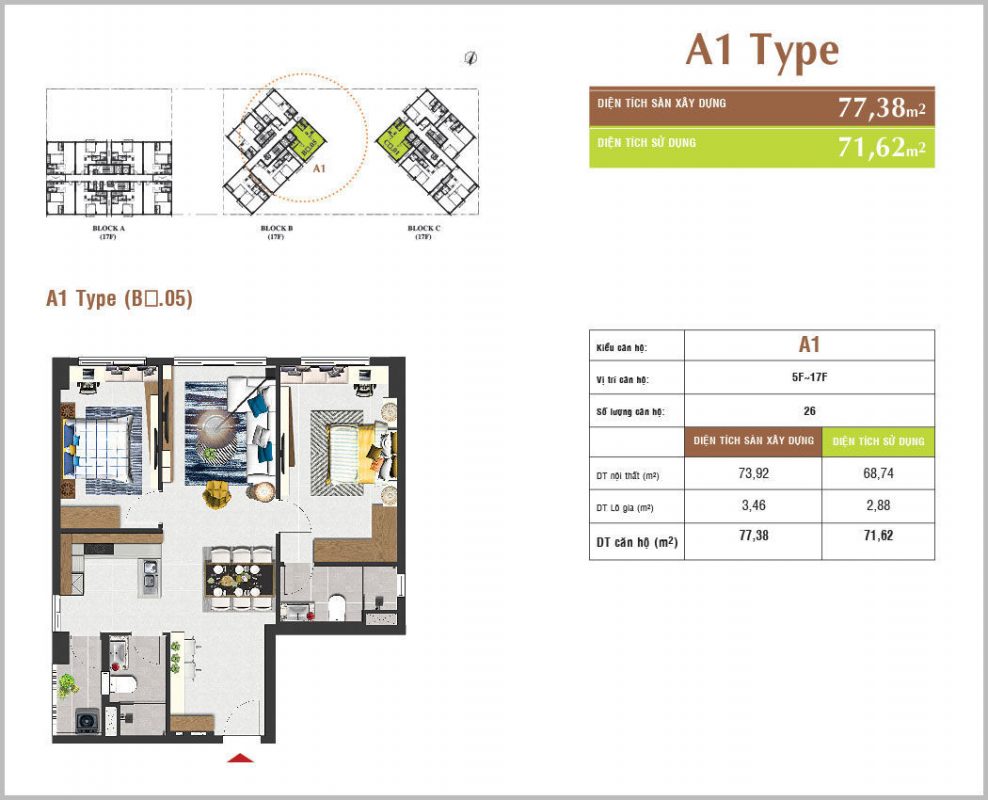 A1 Type
DIỆN TÍCH SÀN XÂY DỰNG 77,38m2
DIỆN TÍCH SỬ DỤNG 71,62m2
B□.05
C□.01
A1
BLOCK A
(17F)
BLOCK B
(17F)
BLOCK C
(17F)
A1 Type (B□.05)
Kiểu căn hộ: A1
Vị trí căn hộ: 5F~17F
Số lượng căn hộ: 26
DIỆN TÍCH SÀN XÂY DỰNG DIỆN TÍCH SỬ DỤNG
DT nội thất (m²) 73,92 68,74
DT Lô gia (m²) 3,46 2,88
DT căn hộ (m²) 77,38 71,62